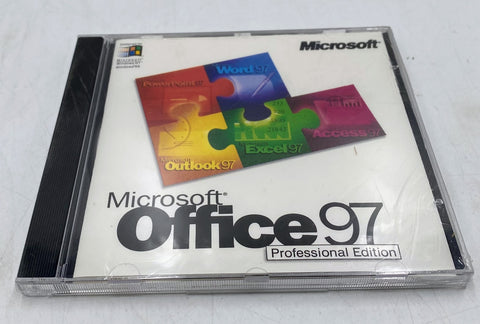 Microsoft®
PowerPoint 97
Word 97
Outlook 97
Excel 97
Access 97
Microsoft®
Office 97
Professional Edition